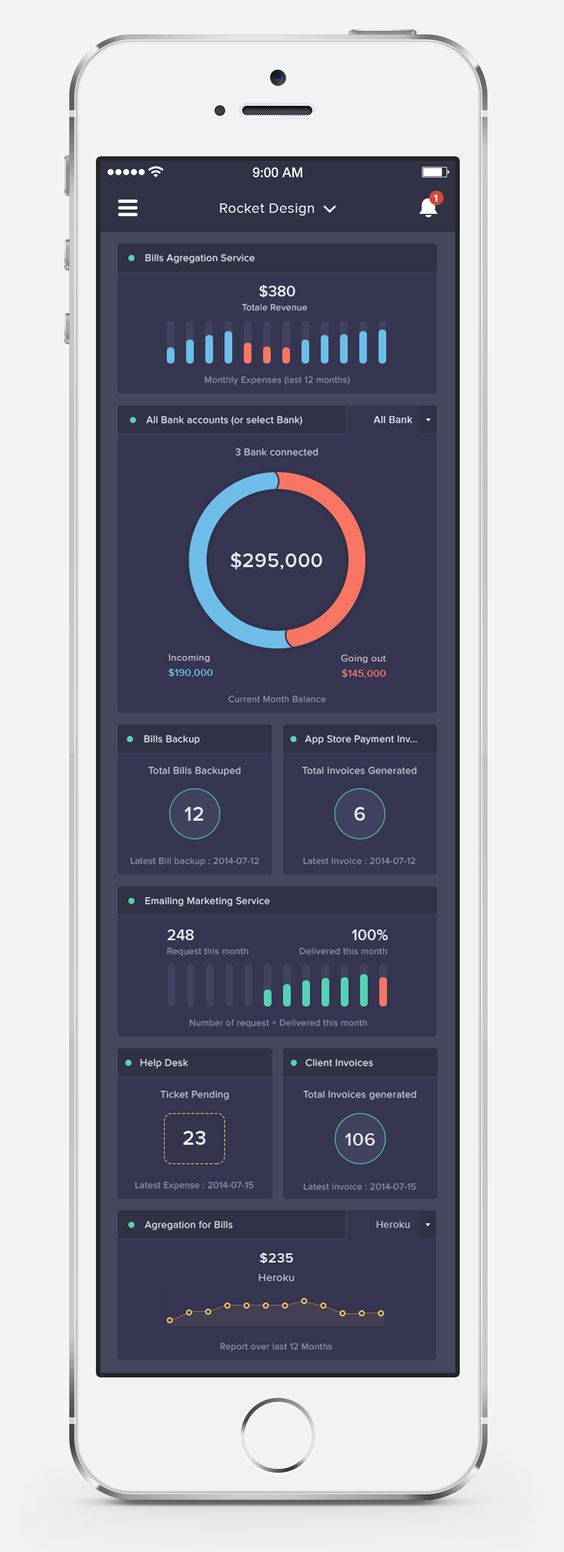 9:00 AM
Rocket Design
1
Bills Agregation Service
$380
Totale Revenue
Monthly Expenses (last 12 months)
All Bank accounts (or select Bank)
All Bank
3 Bank connected
$295,000
Incoming
$190,000
Going out
$145,000
Current Month Balance
Bills Backup
Total Bills Backuped
12
Latest Bill backup : 2014-07-12
App Store Payment Inv...
Total Invoices Generated
6
Latest Invoice : 2014-07-12
Emailing Marketing Service
248
Request this month
100%
Delivered this month
Number of request + Delivered this month
Help Desk
Ticket Pending
23
Latest Expense : 2014-07-15
Client Invoices
Total Invoices generated
106
Latest invoice : 2014-07-15
Agregation for Bills
Heroku
$235
Heroku
Report over last 12 Months